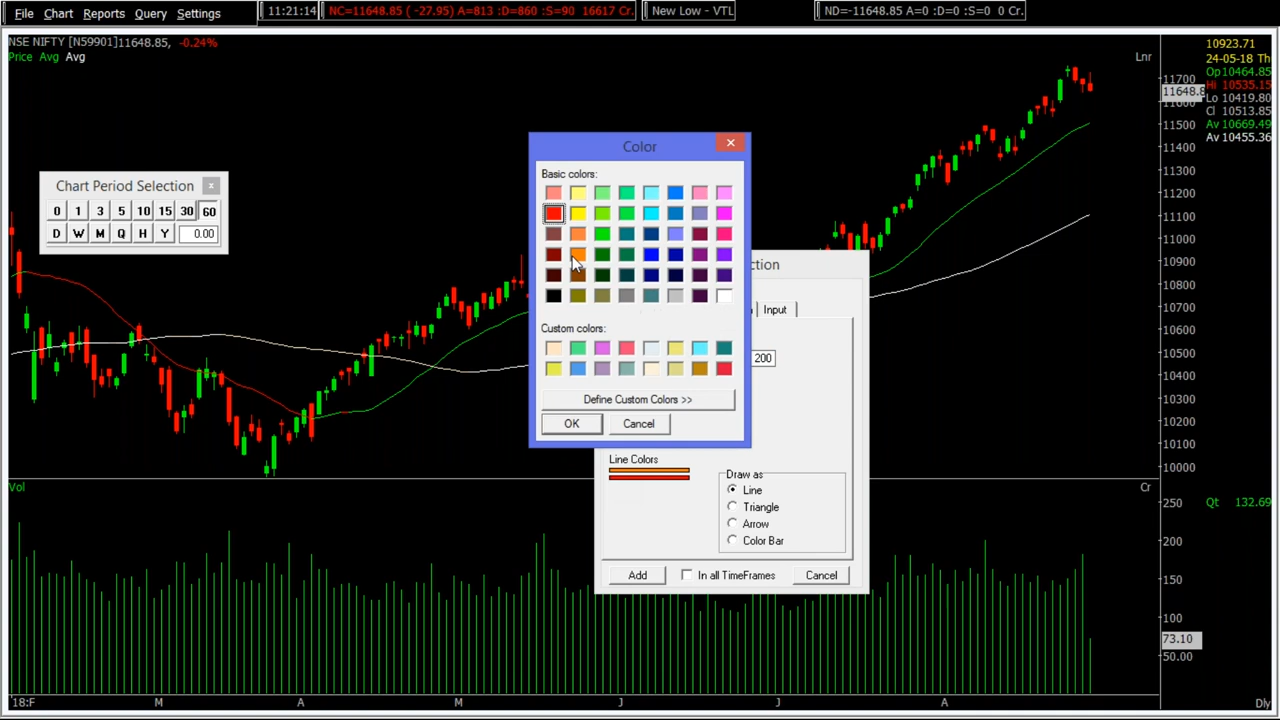 File Chart Reports Query Settings
11:21:14
NC=11648.85 ( -27.95) A=813 :D=860 :S=90 16617 Cr.
New Low - VTL
ND=-11648.85 A=0 :D=0 :S=0 0 Cr.
NSE NIFTY [N59901]11648.85, -0.24%
Price Avg Avg
Lnr
10923.71
24-05-18 Th
Op10464.85
Hi 10535.15
Lo 10419.80
Cl 10513.85
Av 10669.49
Av 10455.36
11700
11648.8
11600
11500
11400
11300
11200
11100
11000
10900
10800
10700
10600
10500
10400
10300
10200
10100
10000
Chart Period Selection x
0 1 3 5 10 15 30 60
D W M Q H Y 0.00
Color
Basic colors:
Custom colors:
Define Custom Colors >>
OK Cancel
ction
Input
200
Line Colors
Draw as
Line
Triangle
Arrow
Color Bar
Add In all TimeFrames Cancel
Vol
Cr
Qt 132.69
250
200
150
100
73.10
50.00
18:F M A M J J A Dly